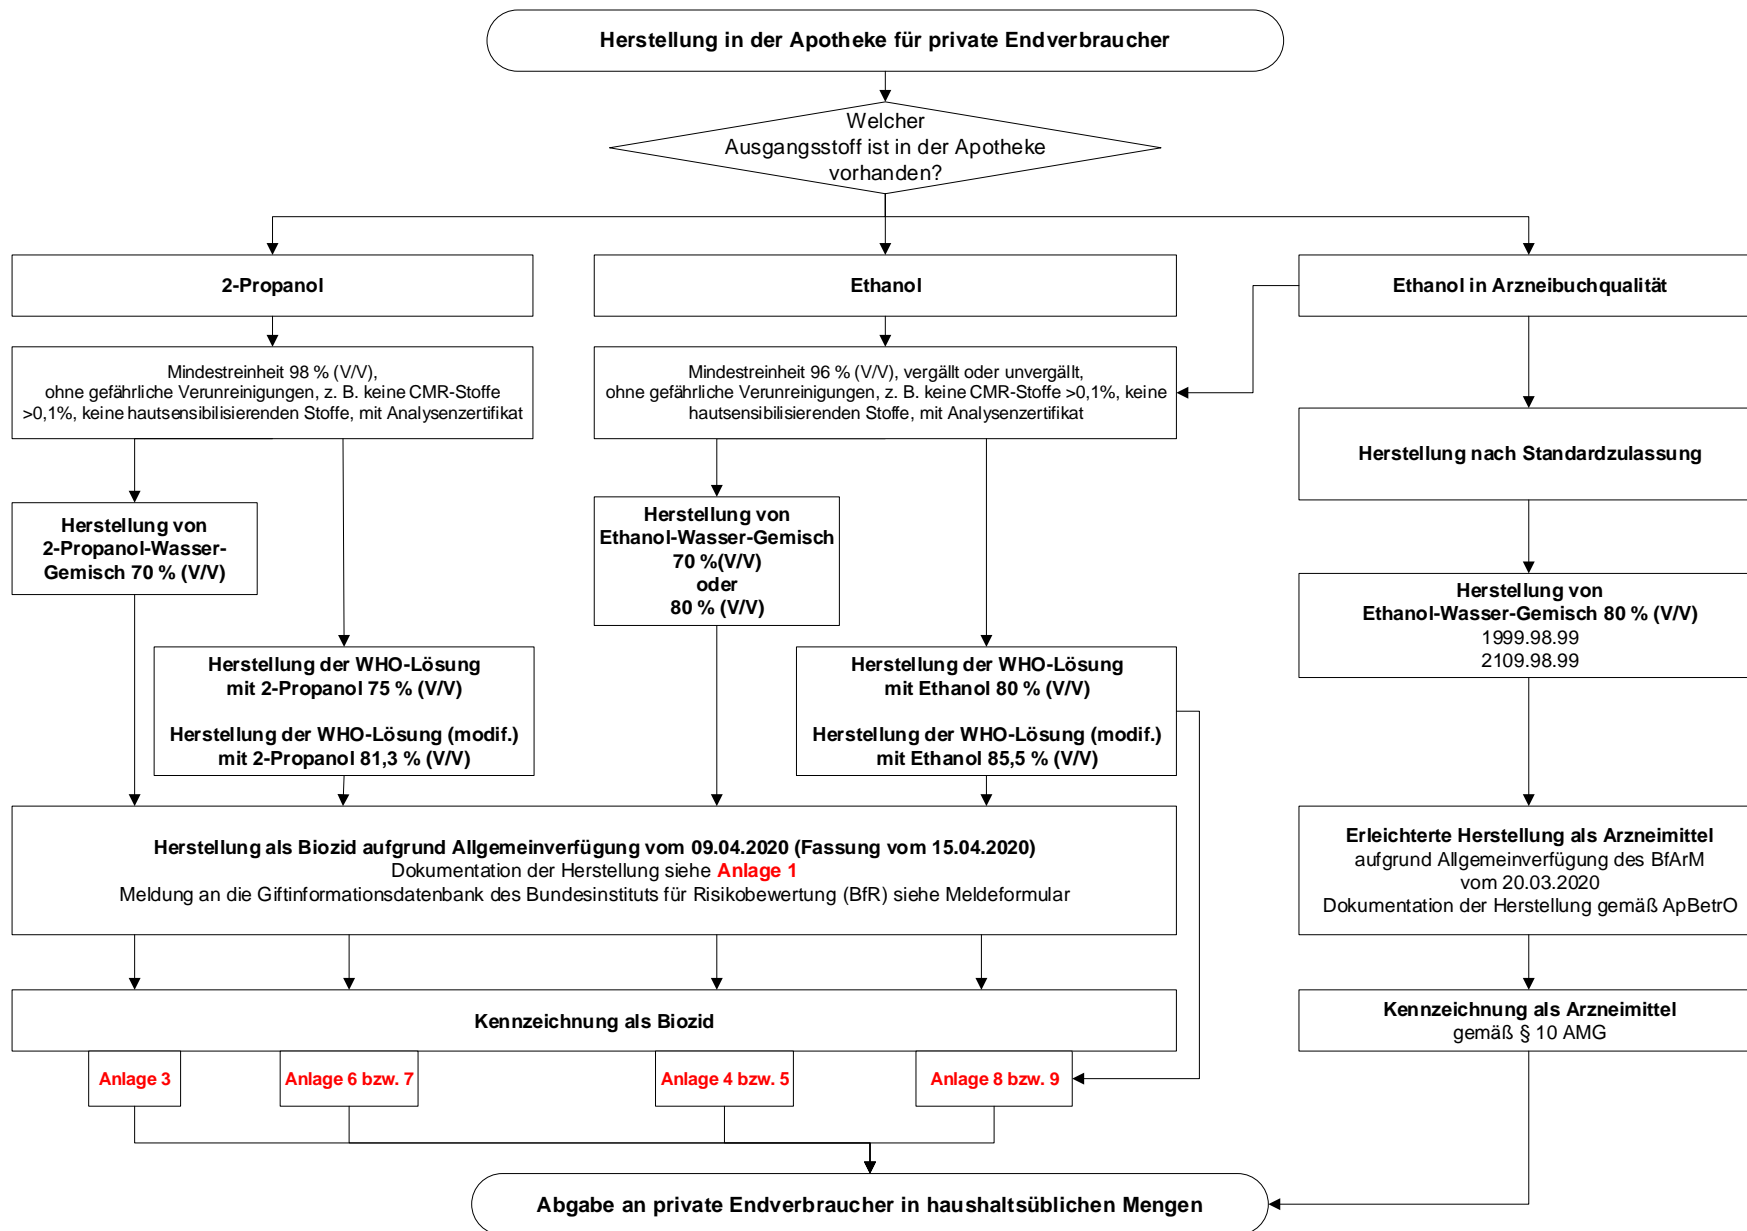 Herstellung in der Apotheke für private Endverbraucher
Welcher
Ausgangsstoff ist in der Apotheke
vorhanden?
2-Propanol
Ethanol
Ethanol in Arzneibuchqualität
Mindestreinheit 98 % (V/V),
ohne gefährliche Verunreinigungen, z. B. keine CMR-Stoffe
>0,1%, keine hautsensibilisierenden Stoffe, mit Analysenzertifikat
Mindestreinheit 96 % (V/V), vergällt oder unvergällt,
ohne gefährliche Verunreinigungen, z. B. keine CMR-Stoffe >0,1%, keine
hautsensibilisierenden Stoffe, mit Analysenzertifikat
Herstellung nach Standardzulassung
Herstellung von
2-Propanol-Wasser-
Gemisch 70 % (V/V)
Herstellung von
Ethanol-Wasser-Gemisch
70 %(V/V)
oder
80 % (V/V)
Herstellung von
Ethanol-Wasser-Gemisch 80 % (V/V)
1999.98.99
2109.98.99
Herstellung der WHO-Lösung
mit 2-Propanol 75 % (V/V)
Herstellung der WHO-Lösung (modif.)
mit 2-Propanol 81,3 % (V/V)
Herstellung der WHO-Lösung
mit Ethanol 80 % (V/V)
Herstellung der WHO-Lösung (modif.)
mit Ethanol 85,5 % (V/V)
Herstellung als Biozid aufgrund Allgemeinverfügung vom 09.04.2020 (Fassung vom 15.04.2020)
Dokumentation der Herstellung siehe Anlage 1
Meldung an die Giftinformationsdatenbank des Bundesinstituts für Risikobewertung (BfR) siehe Meldeformular
Erleichterte Herstellung als Arzneimittel
aufgrund Allgemeinverfügung des BfArM
vom 20.03.2020
Dokumentation der Herstellung gemäß ApBetrO
Kennzeichnung als Biozid
Kennzeichnung als Arzneimittel
gemäß § 10 AMG
Anlage 3
Anlage 6 bzw. 7
Anlage 4 bzw. 5
Anlage 8 bzw. 9
Abgabe an private Endverbraucher in haushaltsüblichen Mengen